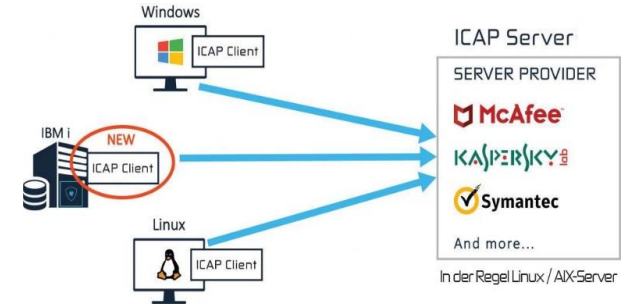 Windows
ICAP Client
IBM i
NEW
ICAP Client
Linux
ICAP Client
ICAP Server
SERVER PROVIDER
McAfee
KASPERSKY lab
Symantec
And more...
In der Regel Linux / AIX-Server